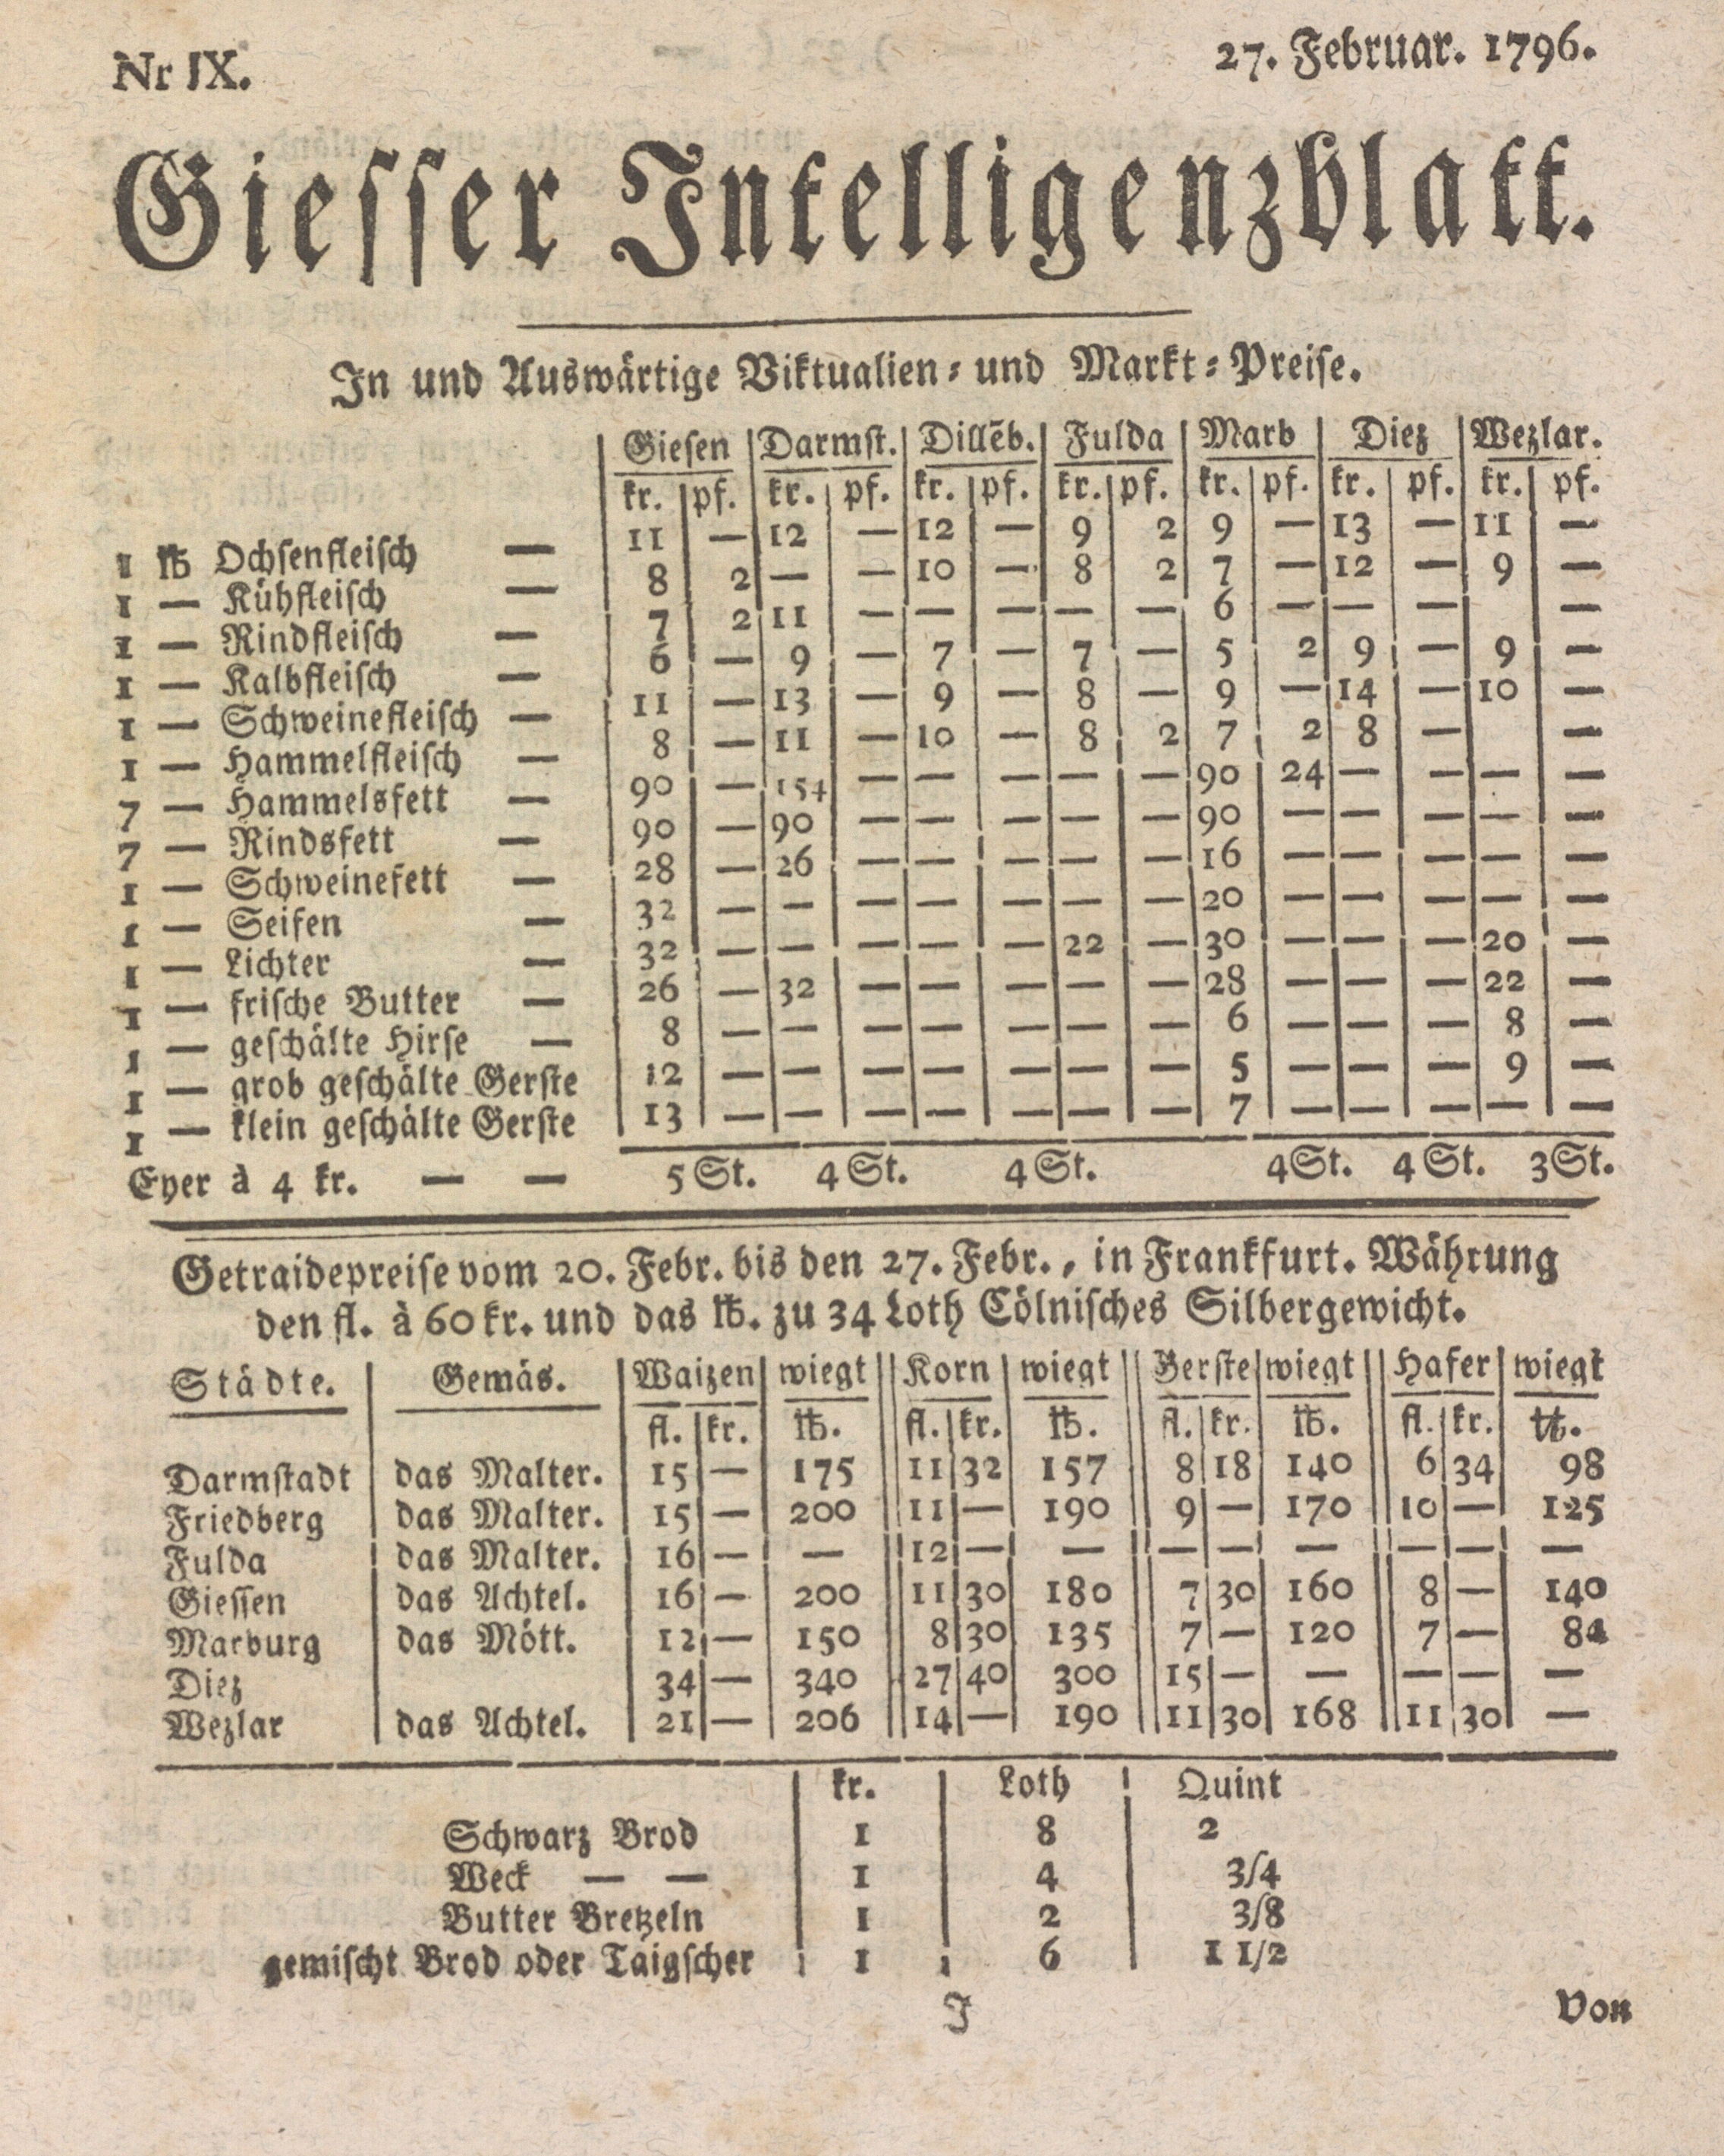 Nr IX. 27. Februar. 1796.
Giesser Intelligenzblatt.
In und Auswärtige Viktualien- und Markt-Preise.
Giesen Darmst. Dillēb. Fulda Marb Diez Wezlar.
kr. pf. kr. pf. kr. pf. kr. pf. kr. pf. kr. pf. kr. pf.
1 ℔ Ochsenfleisch — 11 — 12 — 12 — 9 2 9 — 13 — 11 —
1 — Kühfleisch — 8 2 — — 10 — 8 2 7 — 12 — 9 —
1 — Rindfleisch — 7 2 11 — — — — — 6 — — — —
1 — Kalbfleisch — 6 — 9 — 7 — 7 — 5 2 9 — 9 —
1 — Schweinefleisch — 11 — 13 — 9 — 8 — 9 — 14 — 10 —
1 — Hammelfleisch — 8 — 11 — 10 — 8 2 7 2 8 — —
7 — Hammelsfett — 90 — 154 — — — — — 90 24 — — — —
7 — Rindsfett — 90 — 90 — — — — — 90 — — — — —
1 — Schweinefett — 28 — 26 — — — — — 16 — — — — —
1 — Seifen — 32 — — — — — — — 20 — — — — —
1 — Lichter — 32 — — — — — 22 — 30 — — — 20 —
1 — frische Butter — 26 — 32 — — — — — 28 — — — 22 —
1 — geschälte Hirse — 8 — — — — — — — 6 — — — 8 —
1 — grob geschälte Gerste 12 — — — — — — — 5 — — — 9 —
1 — klein geschälte Gerste 13 — — — — — — — 7 — — — — —
Eyer à 4 kr. — — 5 St. 4 St. 4 St. 4 St. 4 St. 3 St.
Getraidepreise vom 20. Febr. bis den 27. Febr., in Frankfurt. Währung
den fl. à 60 kr. und das ℔. zu 34 Loth Cölnisches Silbergewicht.
Städte. Gemäs. Waizen wiegt Korn wiegt Gerste wiegt Hafer wiegt
fl. kr. ℔. fl. kr. ℔. fl. kr. ℔. fl. kr. ℔.
Darmstadt das Malter. 15 — 175 11 32 157 8 18 140 6 34 98
Friedberg das Malter. 15 — 200 11 — 190 9 — 170 10 — 125
Fulda das Malter. 16 — — 12 — — — — — — — —
Giessen das Achtel. 16 — 200 11 30 180 7 30 160 8 — 140
Marburg das Mött. 12 — 150 8 30 135 7 — 120 7 — 84
Diez 34 — 340 27 40 300 15 — — — — —
Wezlar das Achtel. 21 — 206 14 — 190 11 30 168 11 30 —
kr. Loth Quint
Schwarz Brod 1 8 2
Weck — — 1 4 3/4
Butter Bretzeln 1 2 3/8
gemischt Brod oder Taigscher 1 6 1 1/2
J Von